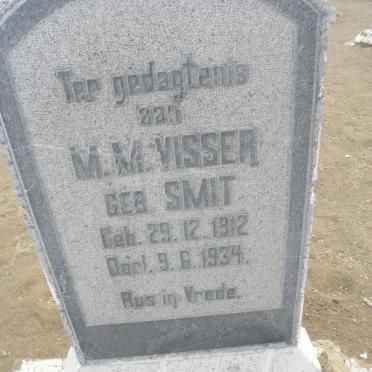 Ter gedagtenis
aan
M.M. VISSER
GEB SMIT
Geb. 29. 12. 1912
Oorl. 9. 6. 1934.
Rus in Vrede.